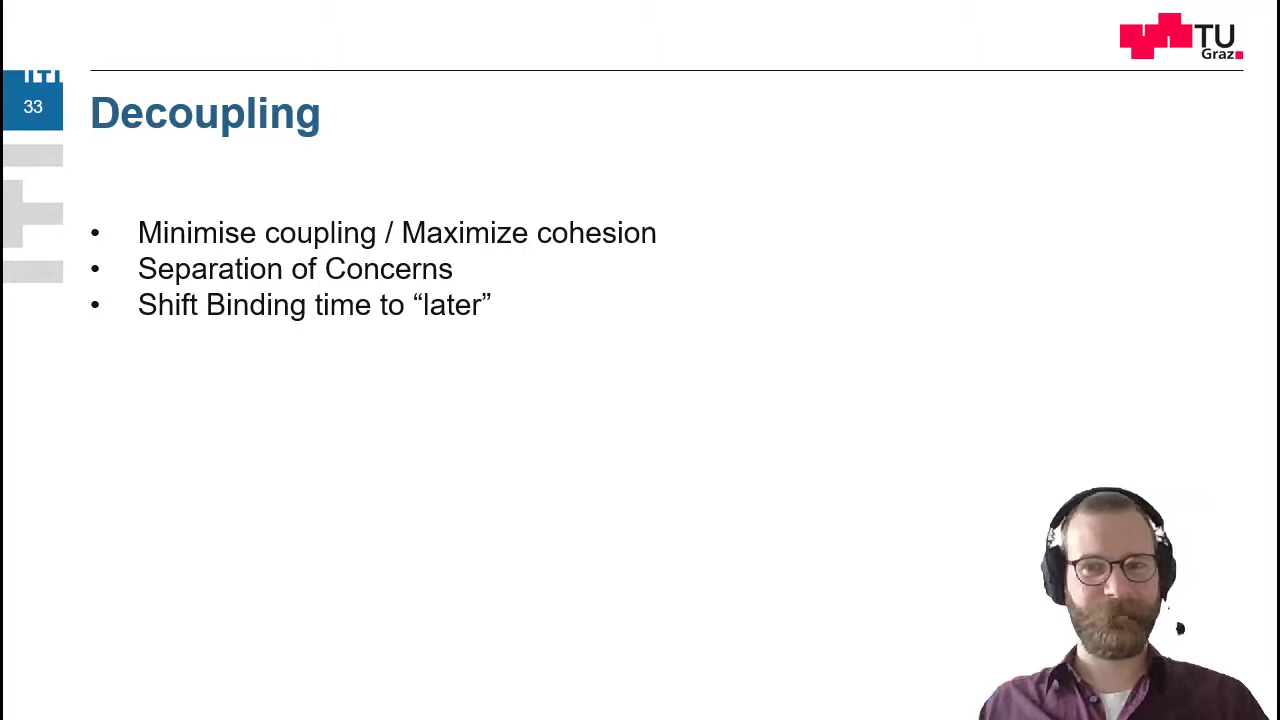 TU
Graz
33
Decoupling
• Minimise coupling / Maximize cohesion
• Separation of Concerns
• Shift Binding time to “later”